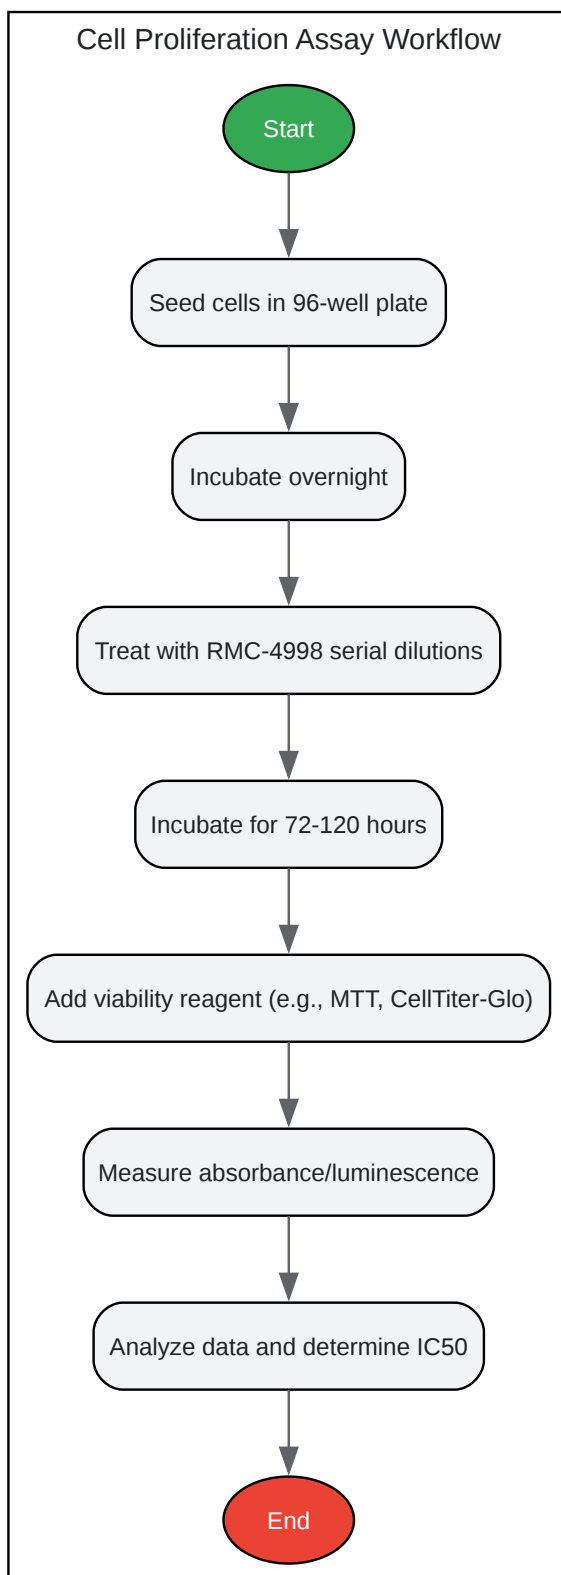 Cell Proliferation Assay Workflow
Start
Seed cells in 96-well plate
Incubate overnight
Treat with RMC-4998 serial dilutions
Incubate for 72-120 hours
Add viability reagent (e.g., MTT, CellTiter-Glo)
Measure absorbance/luminescence
Analyze data and determine IC50
End